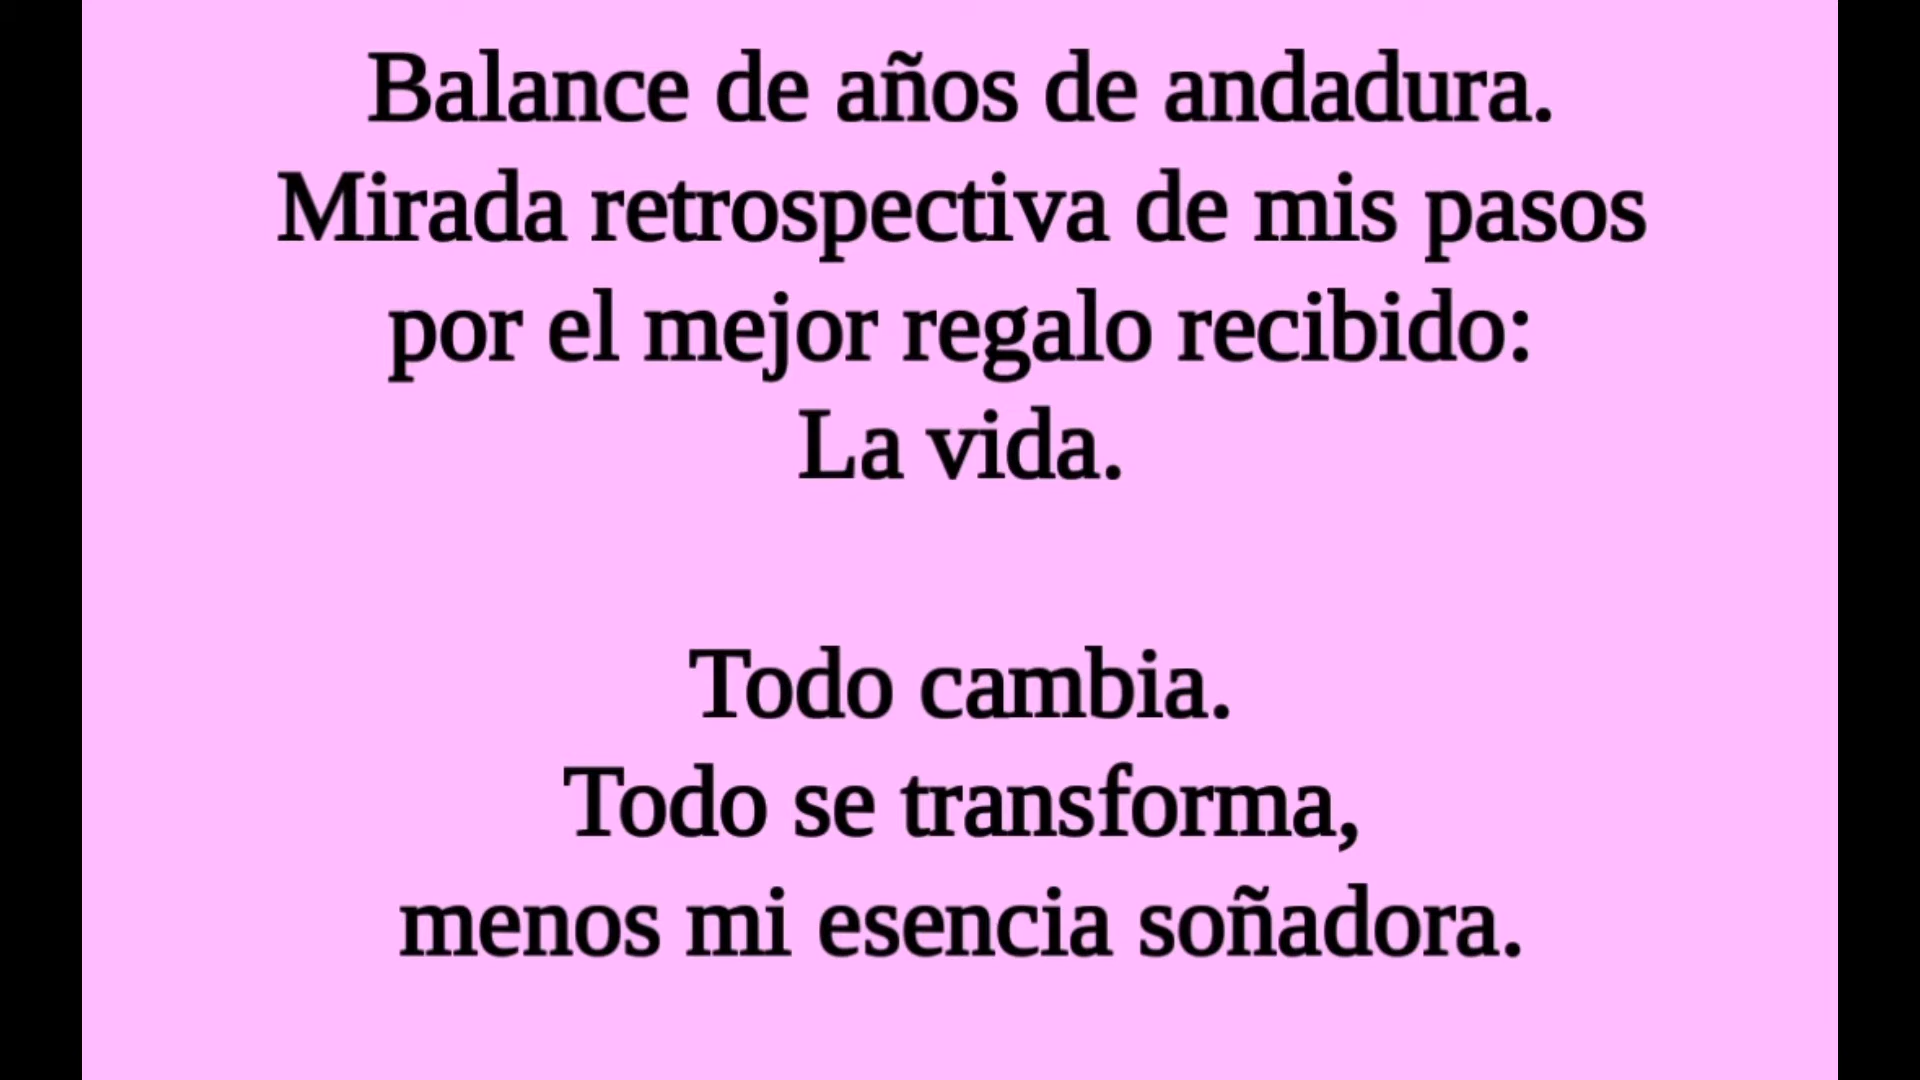 Balance de años de andadura.
Mirada retrospectiva de mis pasos
por el mejor regalo recibido:
La vida.
Todo cambia.
Todo se transforma,
menos mi esencia soñadora.